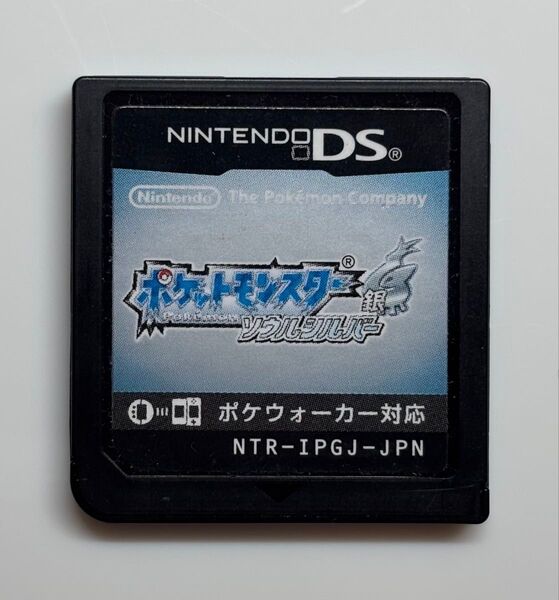 NINTENDO DS®
Nintendo The Pokémon Company
ポケットモンスター®
Pokémon
銀
ソウルシルバー
ポケウォーカー対応
NTR-IPGJ-JPN